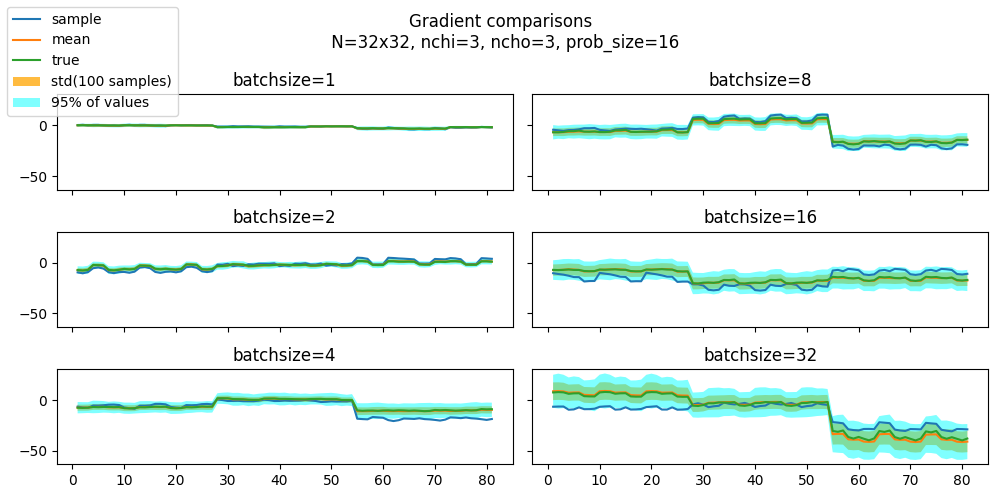 Gradient comparisons
N=32x32, nchi=3, ncho=3, prob_size=16
sample
mean
true
std(100 samples)
95% of values
batchsize=1
0
−50
batchsize=8
batchsize=2
0
−50
batchsize=16
batchsize=4
0
−50
0 10 20 30 40 50 60 70 80
batchsize=32
0 10 20 30 40 50 60 70 80